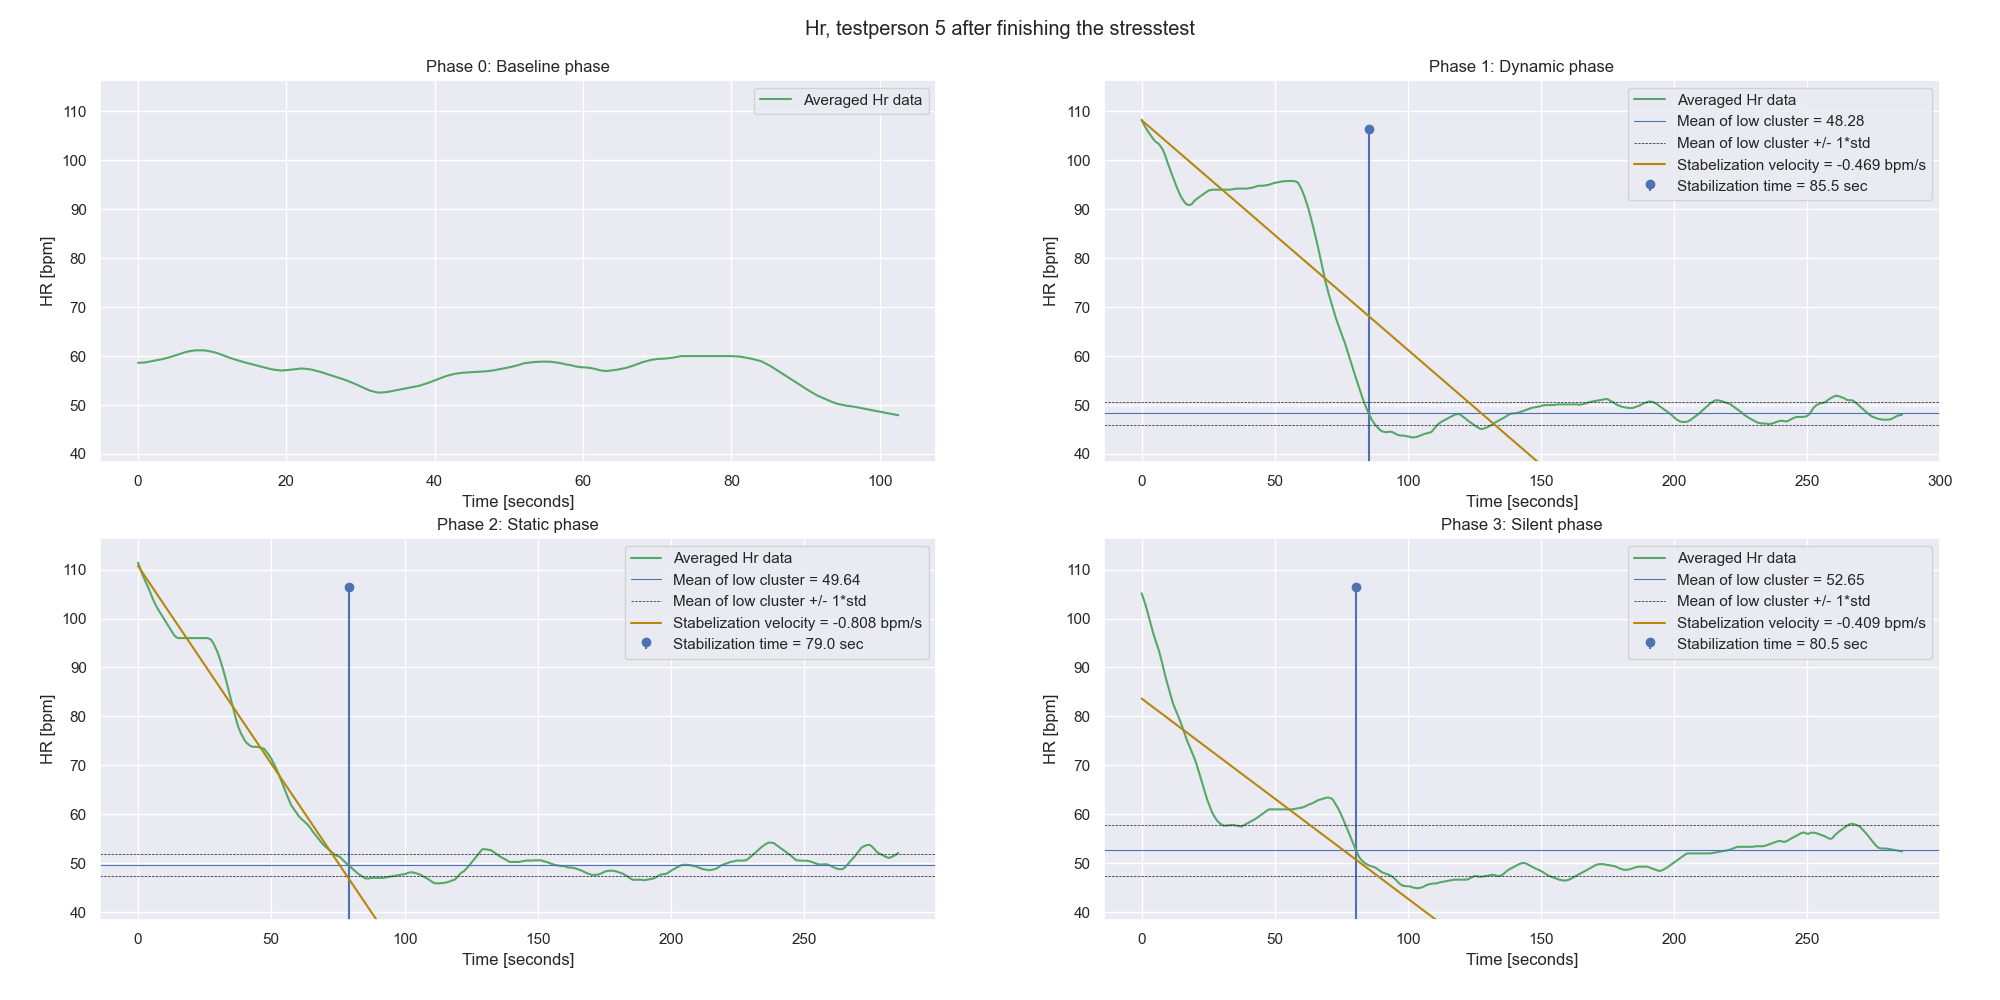 Hr, testperson 5 after finishing the stresstest
Phase 0: Baseline phase
Averaged Hr data
110
100
90
80
70
60
50
40
HR [bpm]
0 20 40 60 80 100
Time [seconds]
Phase 1: Dynamic phase
Averaged Hr data
Mean of low cluster = 48.28
Mean of low cluster +/- 1*std
Stabelization velocity = -0.469 bpm/s
Stabilization time = 85.5 sec
110
100
90
80
70
60
50
40
HR [bpm]
0 50 100 150 200 250 300
Time [seconds]
Phase 2: Static phase
Averaged Hr data
Mean of low cluster = 49.64
Mean of low cluster +/- 1*std
Stabelization velocity = -0.808 bpm/s
Stabilization time = 79.0 sec
110
100
90
80
70
60
50
40
HR [bpm]
0 50 100 150 200 250
Time [seconds]
Phase 3: Silent phase
Averaged Hr data
Mean of low cluster = 52.65
Mean of low cluster +/- 1*std
Stabelization velocity = -0.409 bpm/s
Stabilization time = 80.5 sec
110
100
90
80
70
60
50
40
HR [bpm]
0 50 100 150 200 250
Time [seconds]